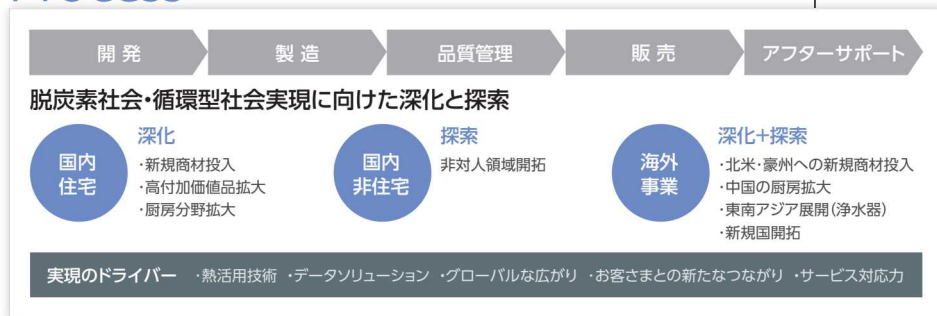 Process
開発 製造 品質管理 販売 アフターサポート
脱炭素社会・循環型社会実現に向けた深化と探索
国内
住宅
深化
・新規商材投入
・高付加価値品拡大
・厨房分野拡大
国内
非住宅
探索
非対人領域開拓
海外
事業
深化+探索
・北米・豪州への新規商材投入
・中国の厨房拡大
・東南アジア展開(浄水器)
・新規国開拓
実現のドライバー ・熱活用技術 ・データソリューション ・グローバルな広がり ・お客さまとの新たなつながり ・サービス対応力